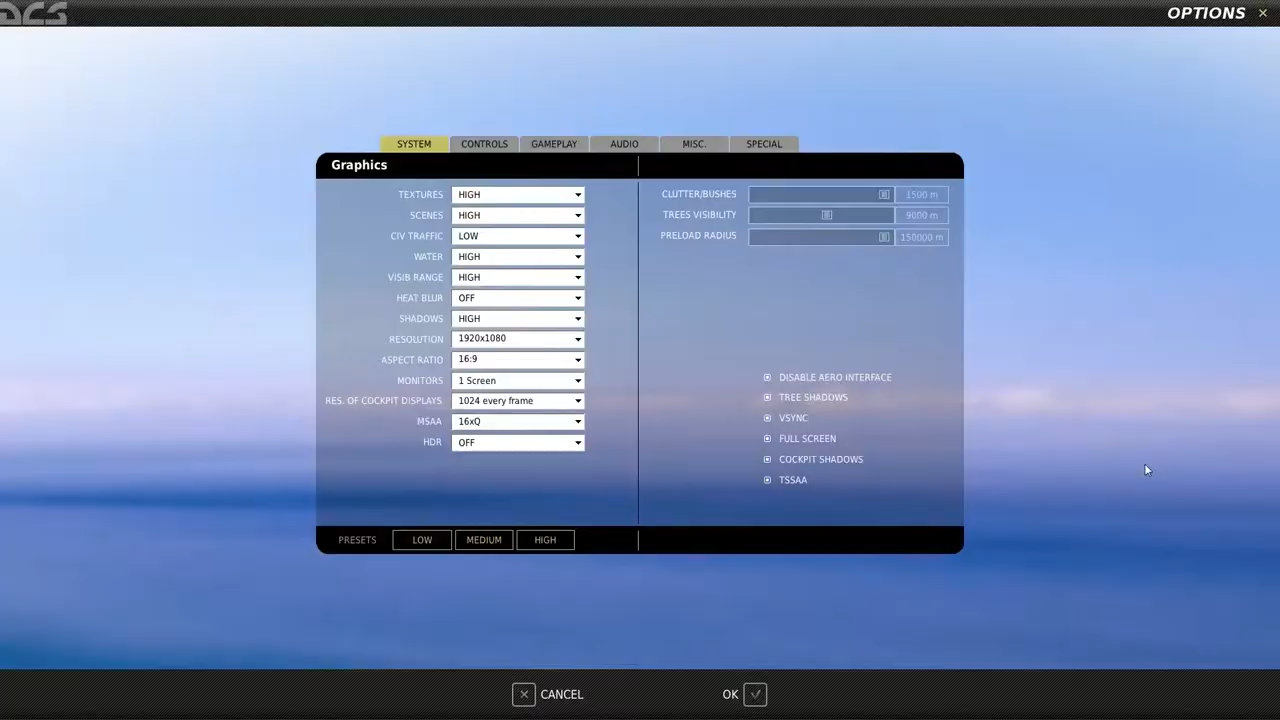 DCS
OPTIONS
SYSTEM CONTROLS GAMEPLAY AUDIO MISC. SPECIAL
Graphics
TEXTURES HIGH
SCENES HIGH
CIV TRAFFIC LOW
WATER HIGH
VISIB RANGE HIGH
HEAT BLUR OFF
SHADOWS HIGH
RESOLUTION 1920x1080
ASPECT RATIO 16:9
MONITORS 1 Screen
RES. OF COCKPIT DISPLAYS 1024 every frame
MSAA 16xQ
HDR OFF
CLUTTER/BUSHES 1500 m
TREES VISIBILITY 9000 m
PRELOAD RADIUS 150000 m
DISABLE AERO INTERFACE
TREE SHADOWS
VSYNC
FULL SCREEN
COCKPIT SHADOWS
TSSAA
PRESETS LOW MEDIUM HIGH
CANCEL OK